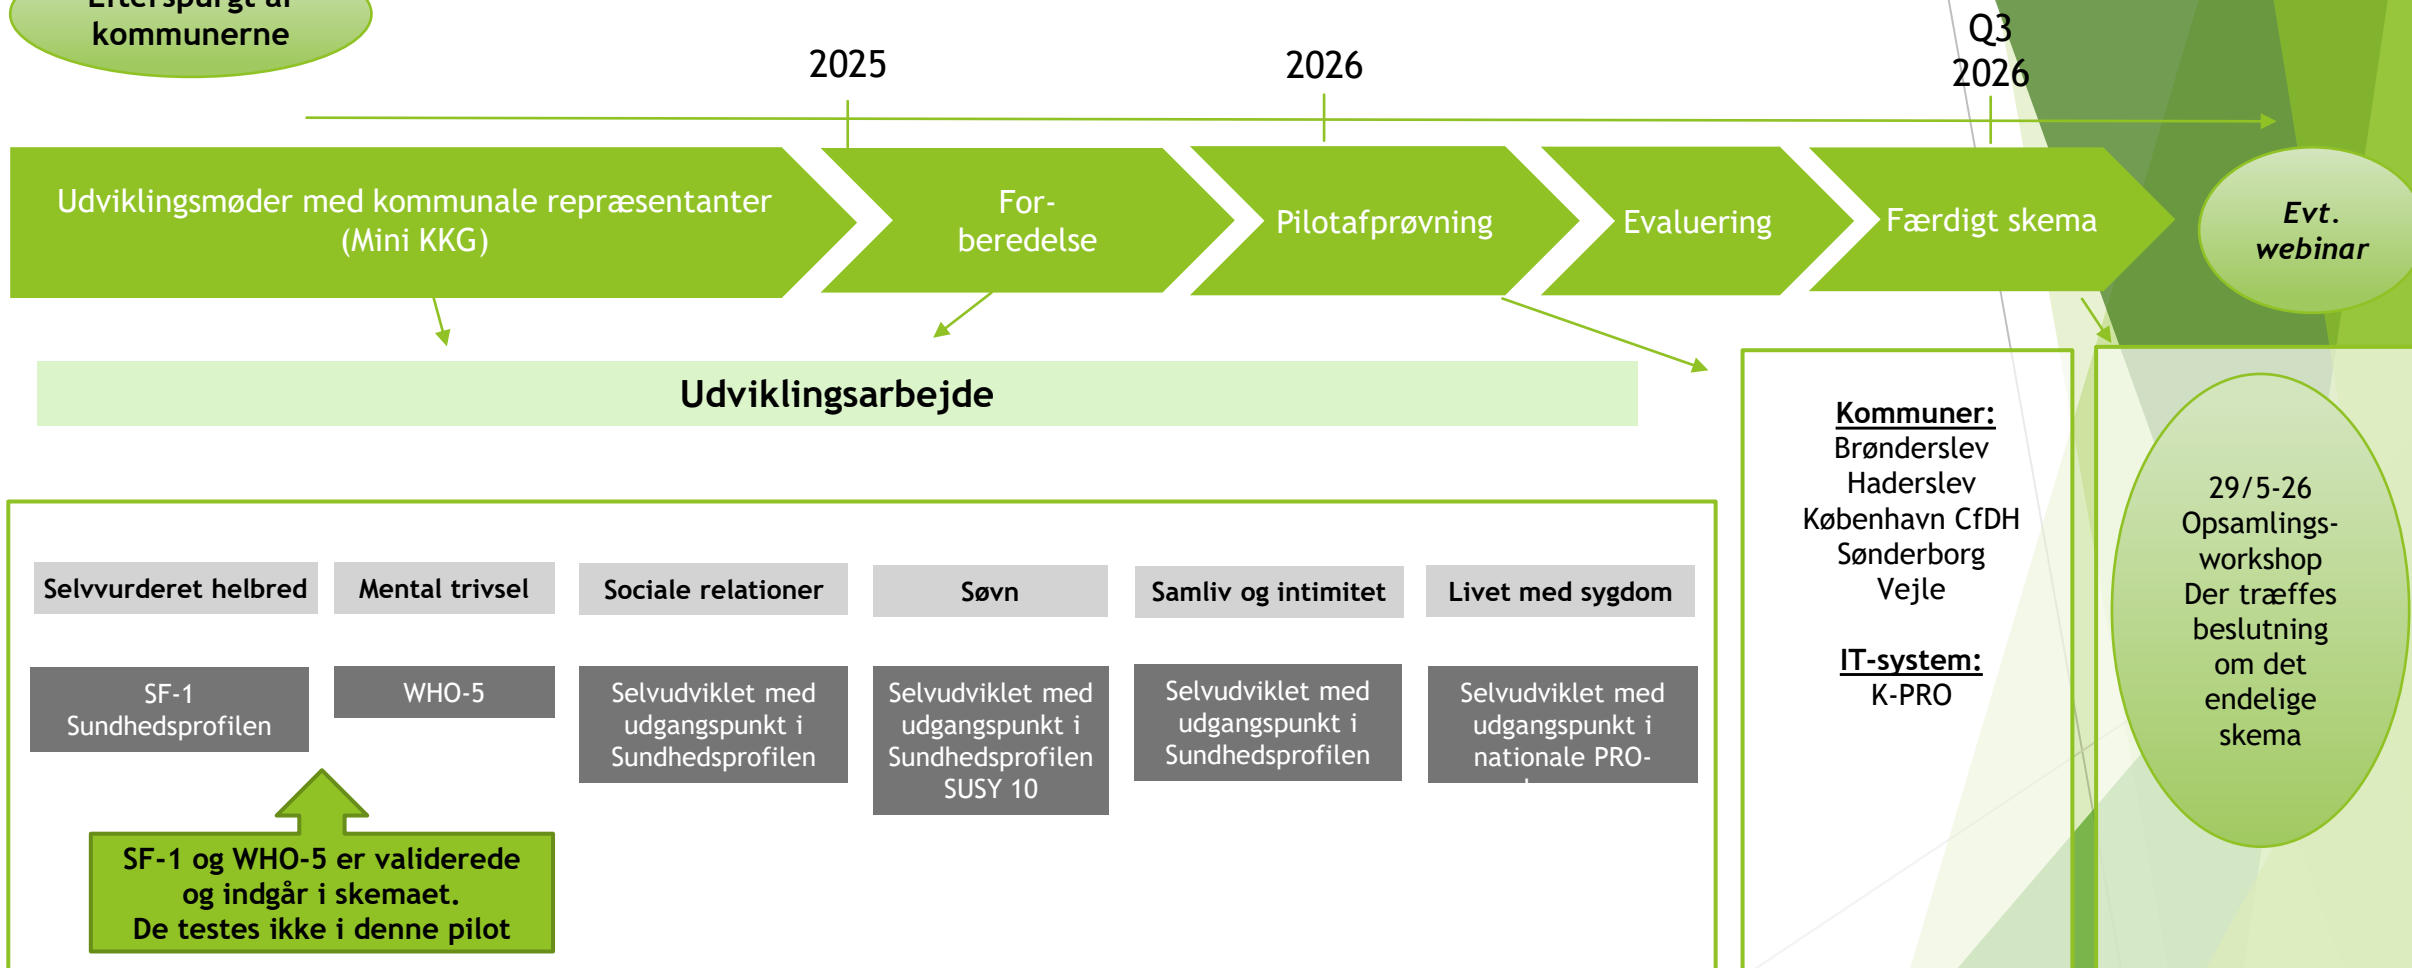 Efterspurgt af
kommunerne
2025
2026
Q3
2026
Udviklingsmøder med kommunale repræsentanter
(Mini KKG)
For-
beredelse
Pilotafprøvning
Evaluering
Færdigt skema
Evt.
webinar
Udviklingsarbejde
Kommuner:
Brønderslev
Haderslev
København CfDH
Sønderborg
Vejle
IT-system:
K-PRO
29/5-26
Opsamlings-
workshop
Der træffes
beslutning
om det
endelige
skema
Selvvurderet helbred
Mental trivsel
Sociale relationer
Søvn
Samliv og intimitet
Livet med sygdom
SF-1
Sundhedsprofilen
WHO-5
Selvudviklet med
udgangspunkt i
Sundhedsprofilen
Selvudviklet med
udgangspunkt i
Sundhedsprofilen
SUSY 10
Selvudviklet med
udgangspunkt i
Sundhedsprofilen
Selvudviklet med
udgangspunkt i
nationale PRO-
SF-1 og WHO-5 er validerede
og indgår i skemaet.
De testes ikke i denne pilot